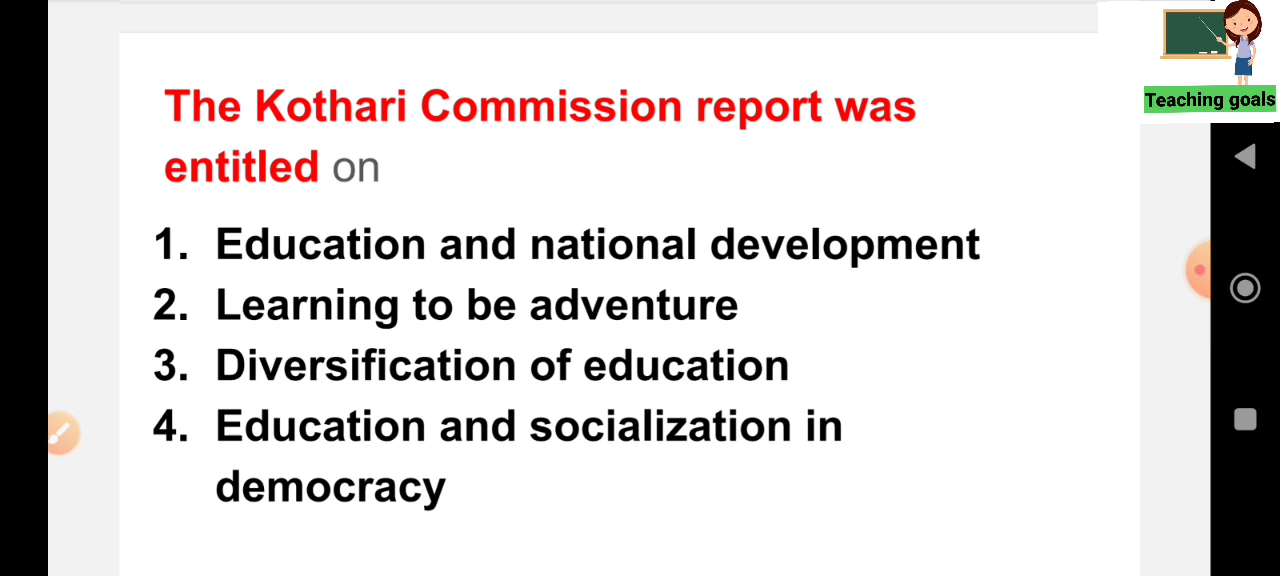 Teaching goals
The Kothari Commission report was
entitled on
1. Education and national development
2. Learning to be adventure
3. Diversification of education
4. Education and socialization in
democracy